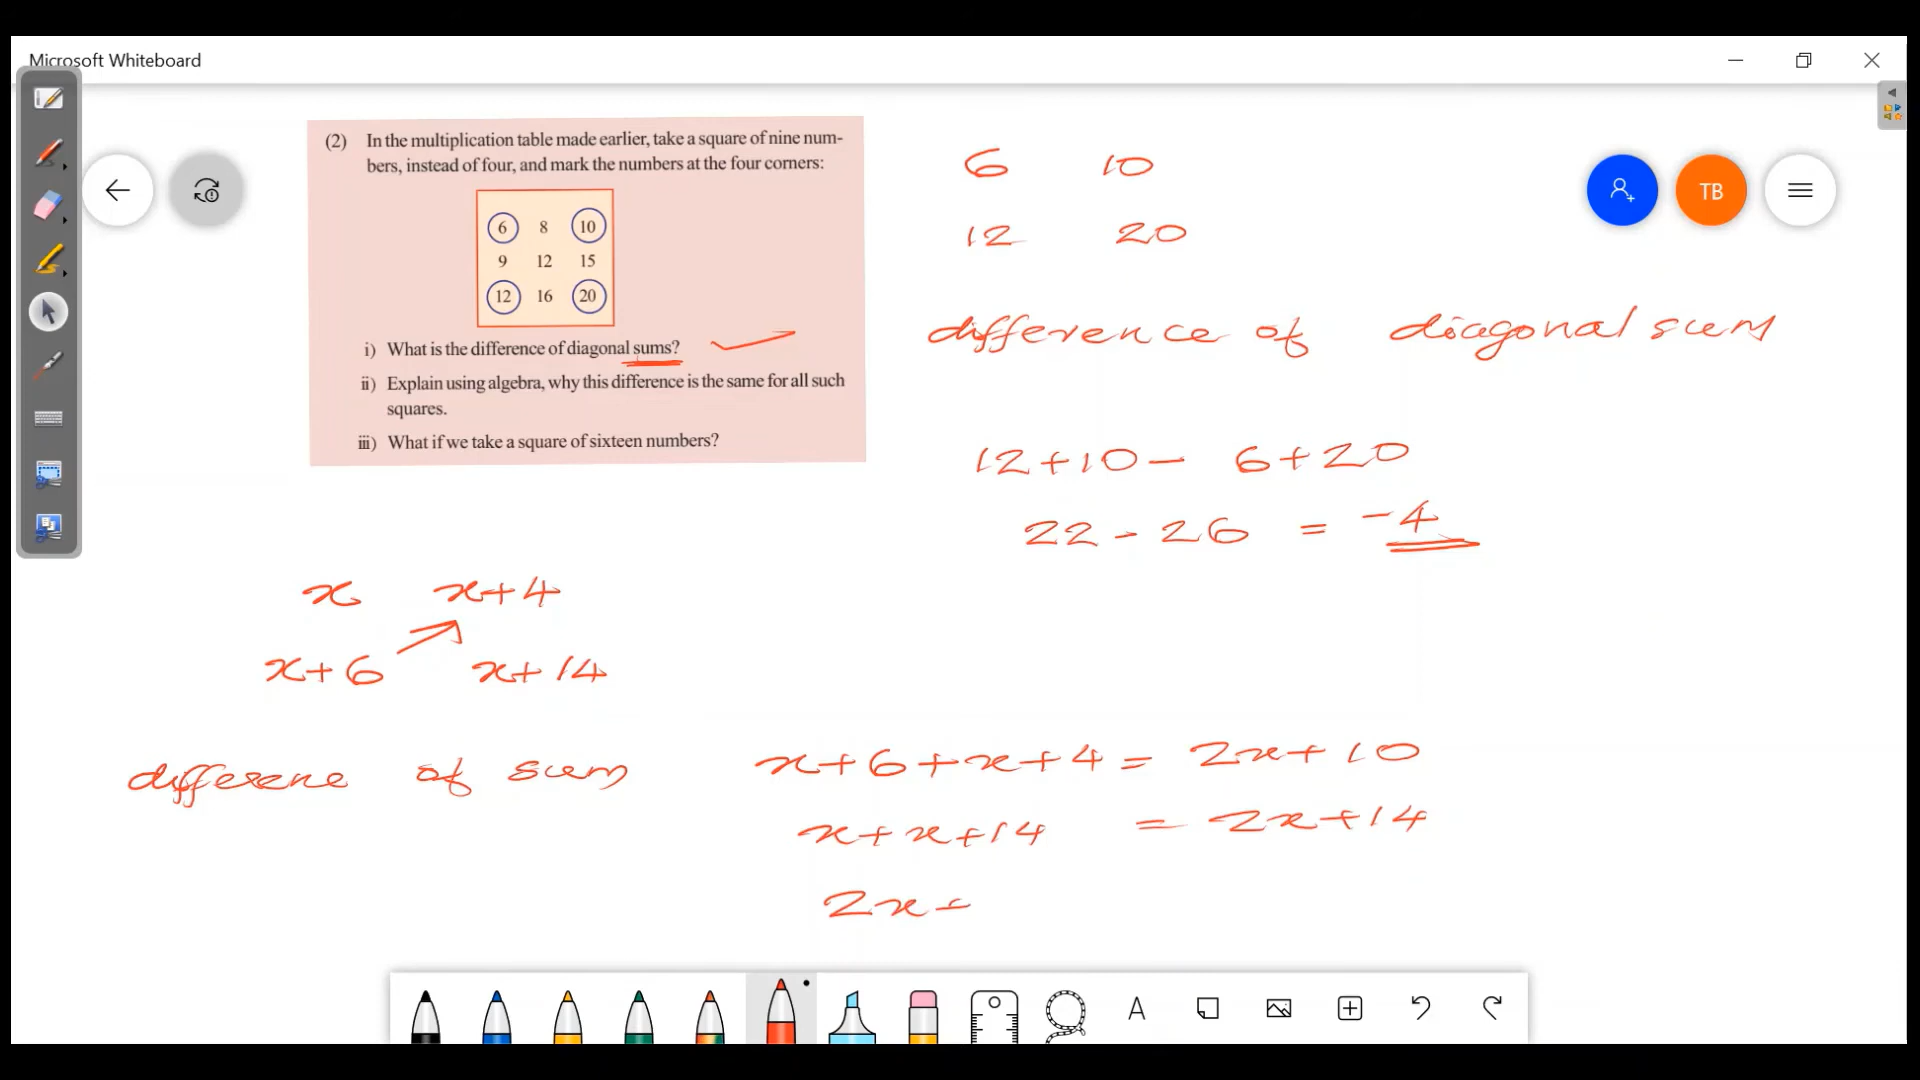 Microsoft Whiteboard
(2) In the multiplication table made earlier, take a square of nine num-
bers, instead of four, and mark the numbers at the four corners:
6 8 10
9 12 15
12 16 20
i) What is the difference of diagonal sums?
ii) Explain using algebra, why this difference is the same for all such
squares.
iii) What if we take a square of sixteen numbers?
6 10
12 20
TB
difference of diagonal sum
12+10- 6+20
22 - 26 = -4
x x+4
x+6 x+14
differene of sum
x+6+x+4 = 2x+10
x+x+14 = 2x+14
2x+
A